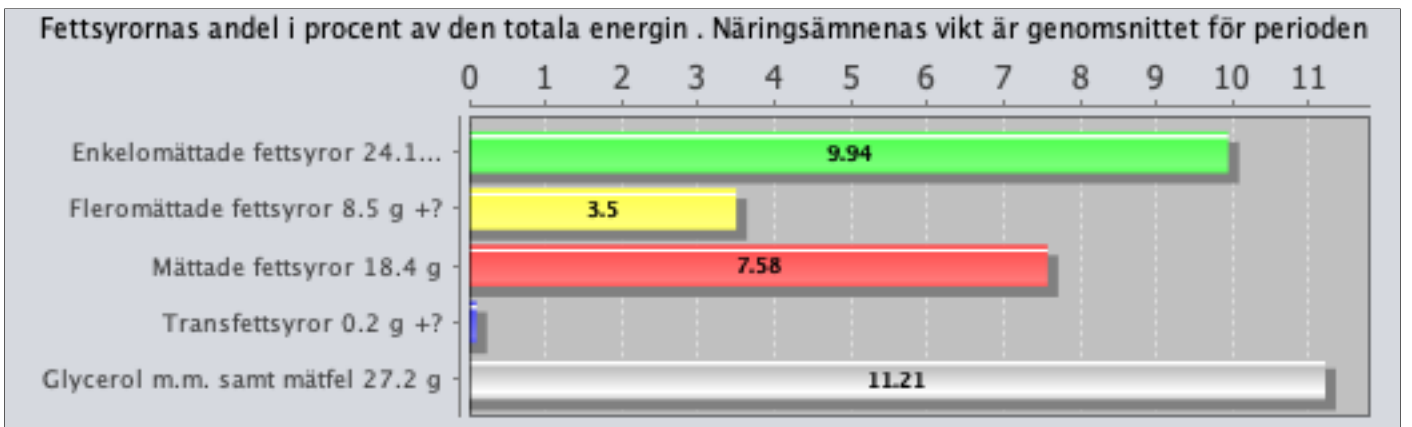 Fettsyrornas andel i procent av den totala energin . Näringsämnenas vikt är genomsnittet för perioden
0 1 2 3 4 5 6 7 8 9 10 11
Enkelomättade fettsyror 24.1... 9.94
Fleromättade fettsyror 8.5 g +? 3.5
Mättade fettsyror 18.4 g 7.58
Transfettsyror 0.2 g +?
Glycerol m.m. samt mätfel 27.2 g 11.21